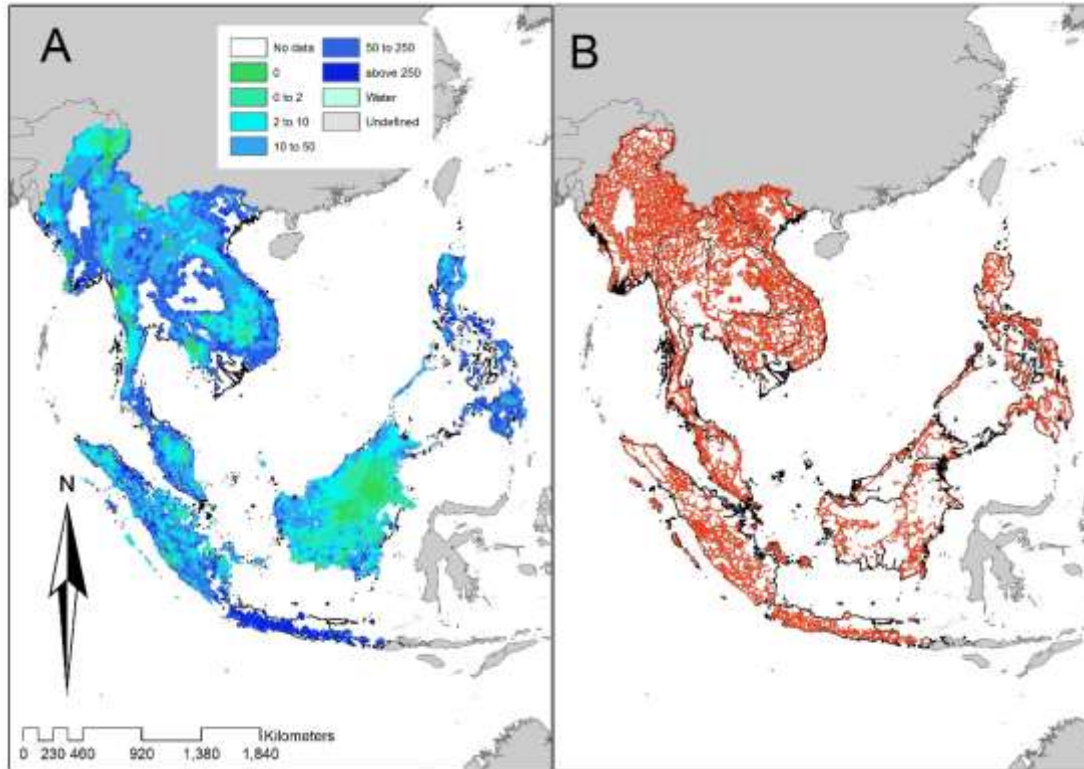 A
B
No data
0
0 to 2
2 to 10
10 to 50
50 to 250
above 250
Water
Undefined
N
Kilometers
0 230 460 920 1,380 1,840